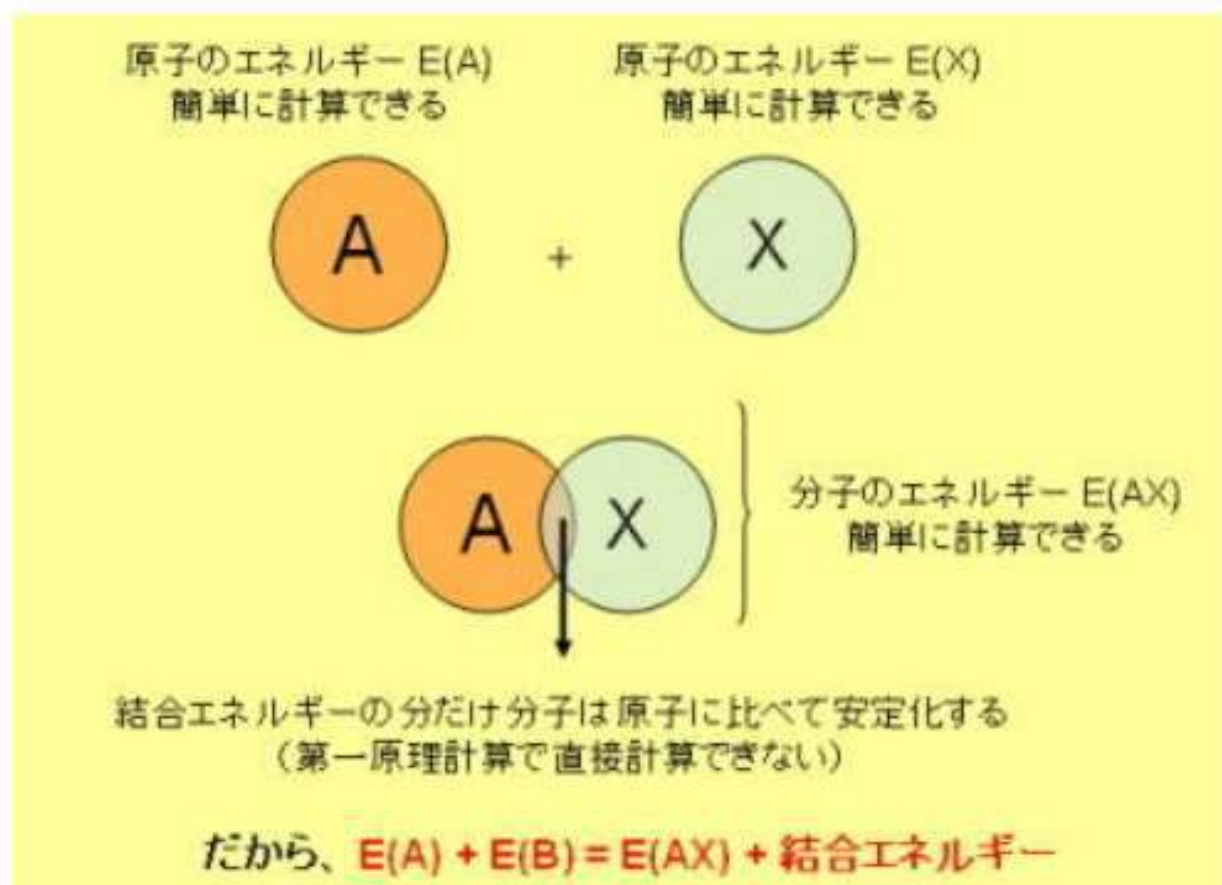 原子のエネルギー E(A)
簡単に計算できる
原子のエネルギー E(X)
簡単に計算できる
A
+
X
A
X
分子のエネルギー E(AX)
簡単に計算できる
結合エネルギーの分だけ分子は原子に比べて安定化する
（第一原理計算で直接計算できない）
だから、E(A) + E(B) = E(AX) + 結合エネルギー